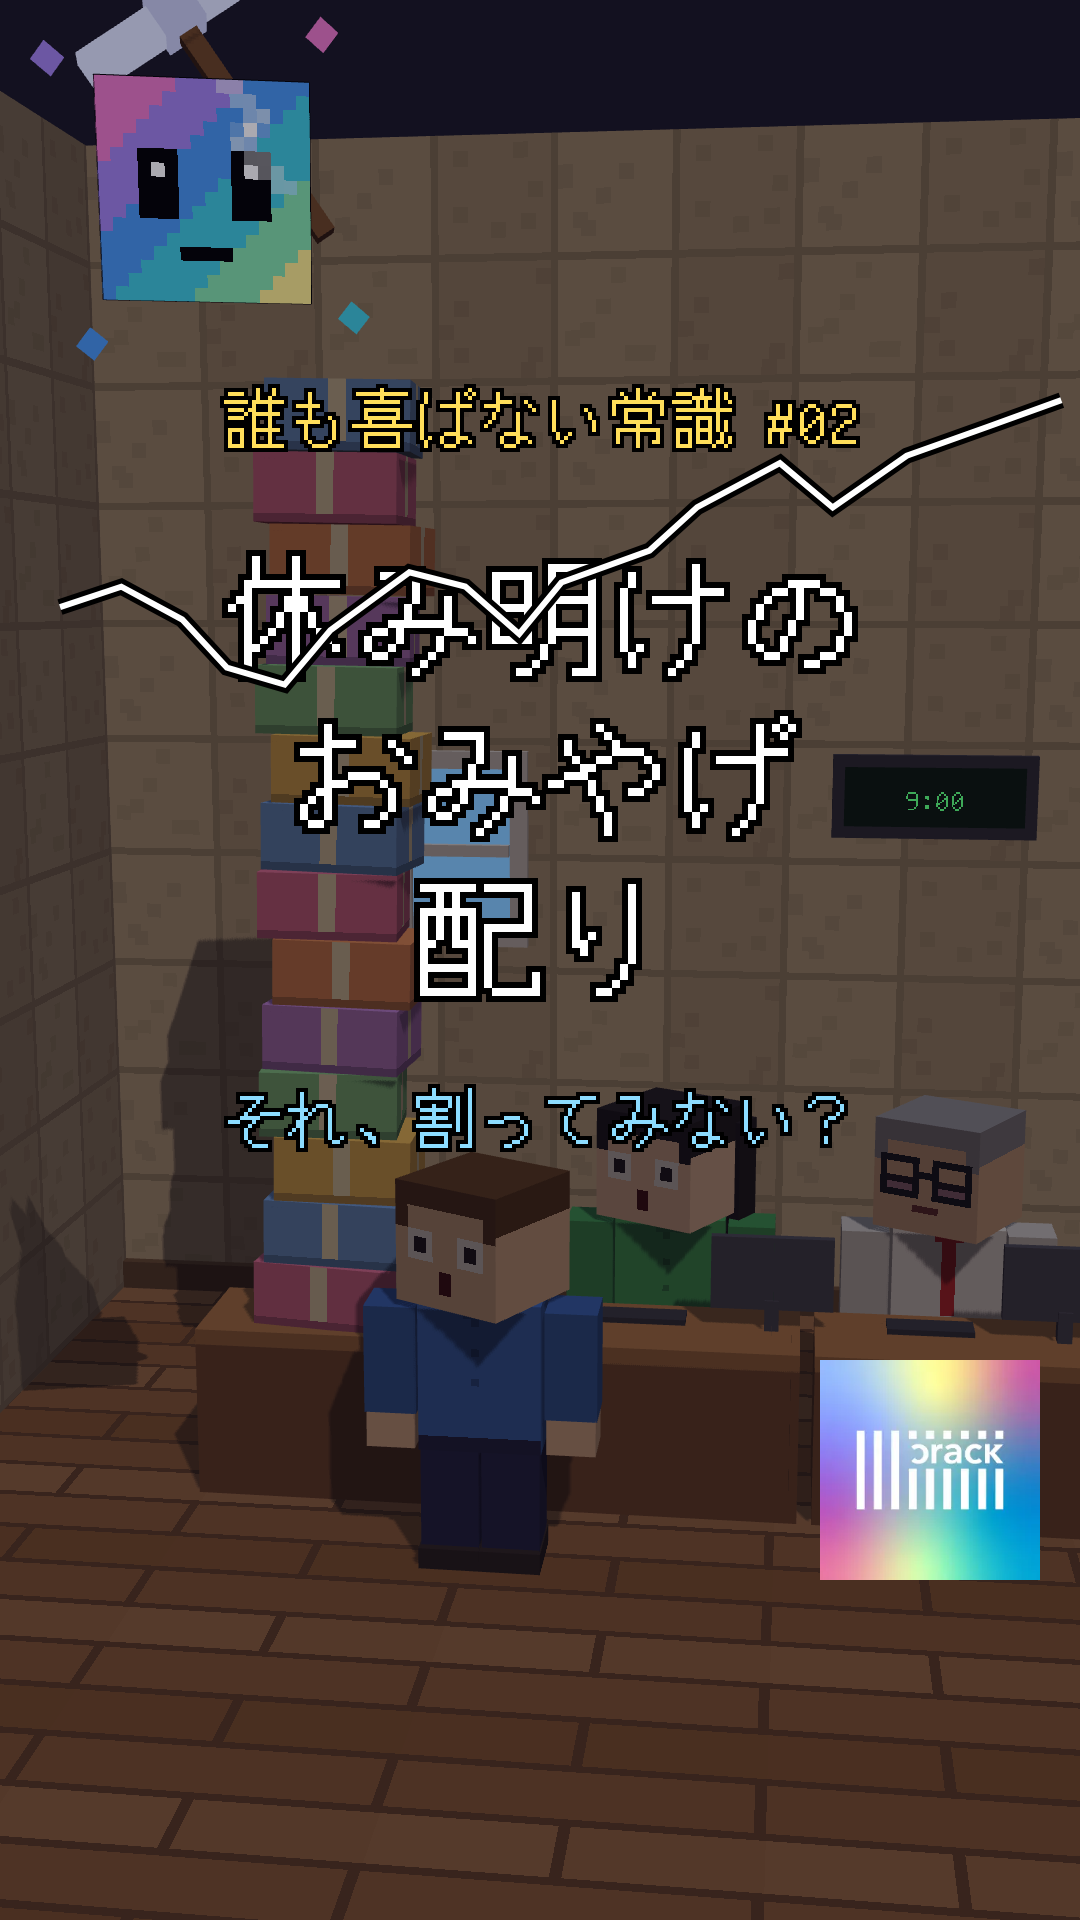 誰も喜ばない常識 #02
休み明けの
おみやげ
配り
9:00
それ、割ってみない？
crack